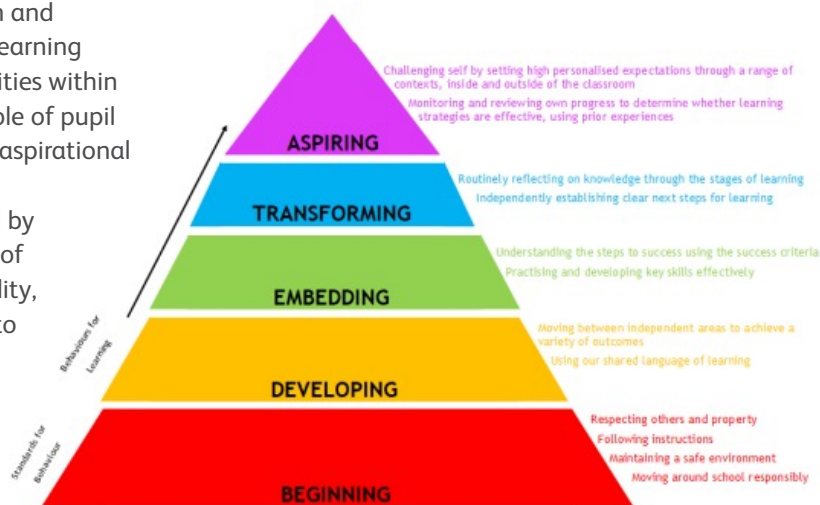 n and
earning
ities within
ole of pupil
aspirational
by
of
lity,
to
Challenging self by setting high personalised expectations through a range of
contexts, inside and outside of the classroom
Monitoring and reviewing own progress to determine whether learning
strategies are effective, using prior experiences
ASPIRING
Routinely reflecting on knowledge through the stages of learning
Independently establishing clear next steps for learning
TRANSFORMING
Understanding the steps to success using the success criteria
Practising and developing key skills effectively
EMBEDDING
Behaviours for
Learning
Moving between independent areas to achieve a
variety of outcomes
Using our shared language of learning
DEVELOPING
Standards for
Behaviour
Respecting others and property
Following instructions
Maintaining a safe environment
Moving around school responsibly
BEGINNING